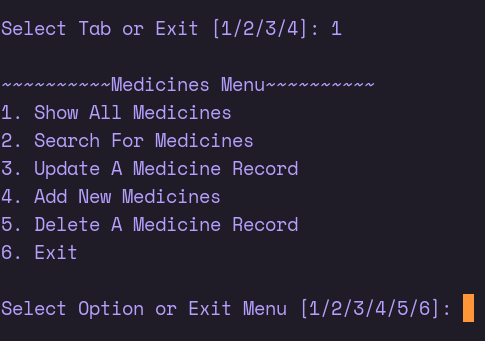 Select Tab or Exit [1/2/3/4]: 1
~~~~~~~~~~Medicines Menu~~~~~~~~~~
1. Show All Medicines
2. Search For Medicines
3. Update A Medicine Record
4. Add New Medicines
5. Delete A Medicine Record
6. Exit
Select Option or Exit Menu [1/2/3/4/5/6]: